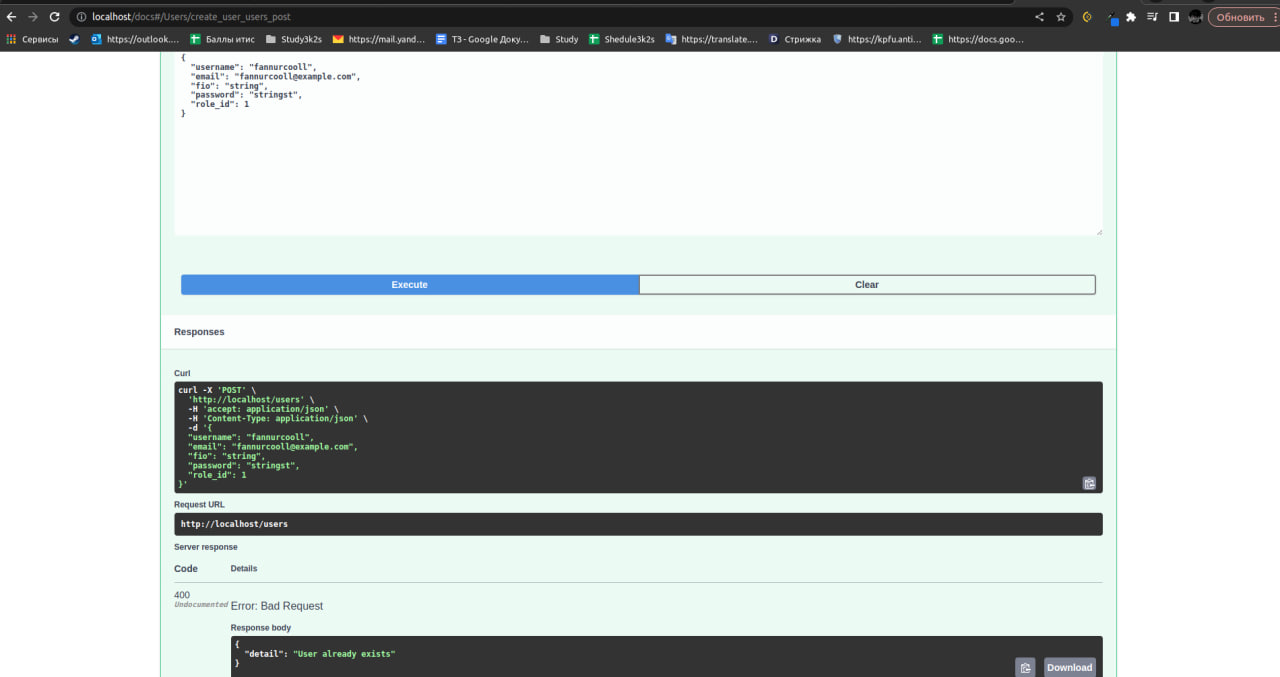 localhost/docs#/Users/create_user_users_post
Обновить
Сервисы https://outlook.... Баллы итис Study3k2s https://mail.yand... ТЗ - Google Доку... Study Shedule3k2s https://translate.... Стрижка https://kpfu.anti... https://docs.goo...
{
"username": "fannurcooll",
"email": "fannurcooll@example.com",
"fio": "string",
"password": "stringst",
"role_id": 1
}
Execute Clear
Responses
Curl
curl -X 'POST' \
'http://localhost/users' \
-H 'accept: application/json' \
-H 'Content-Type: application/json' \
-d '{
"username": "fannurcooll",
"email": "fannurcooll@example.com",
"fio": "string",
"password": "stringst",
"role_id": 1
}'
Request URL
http://localhost/users
Server response
Code Details
400
Undocumented Error: Bad Request
Response body
{
"detail": "User already exists"
}
Download